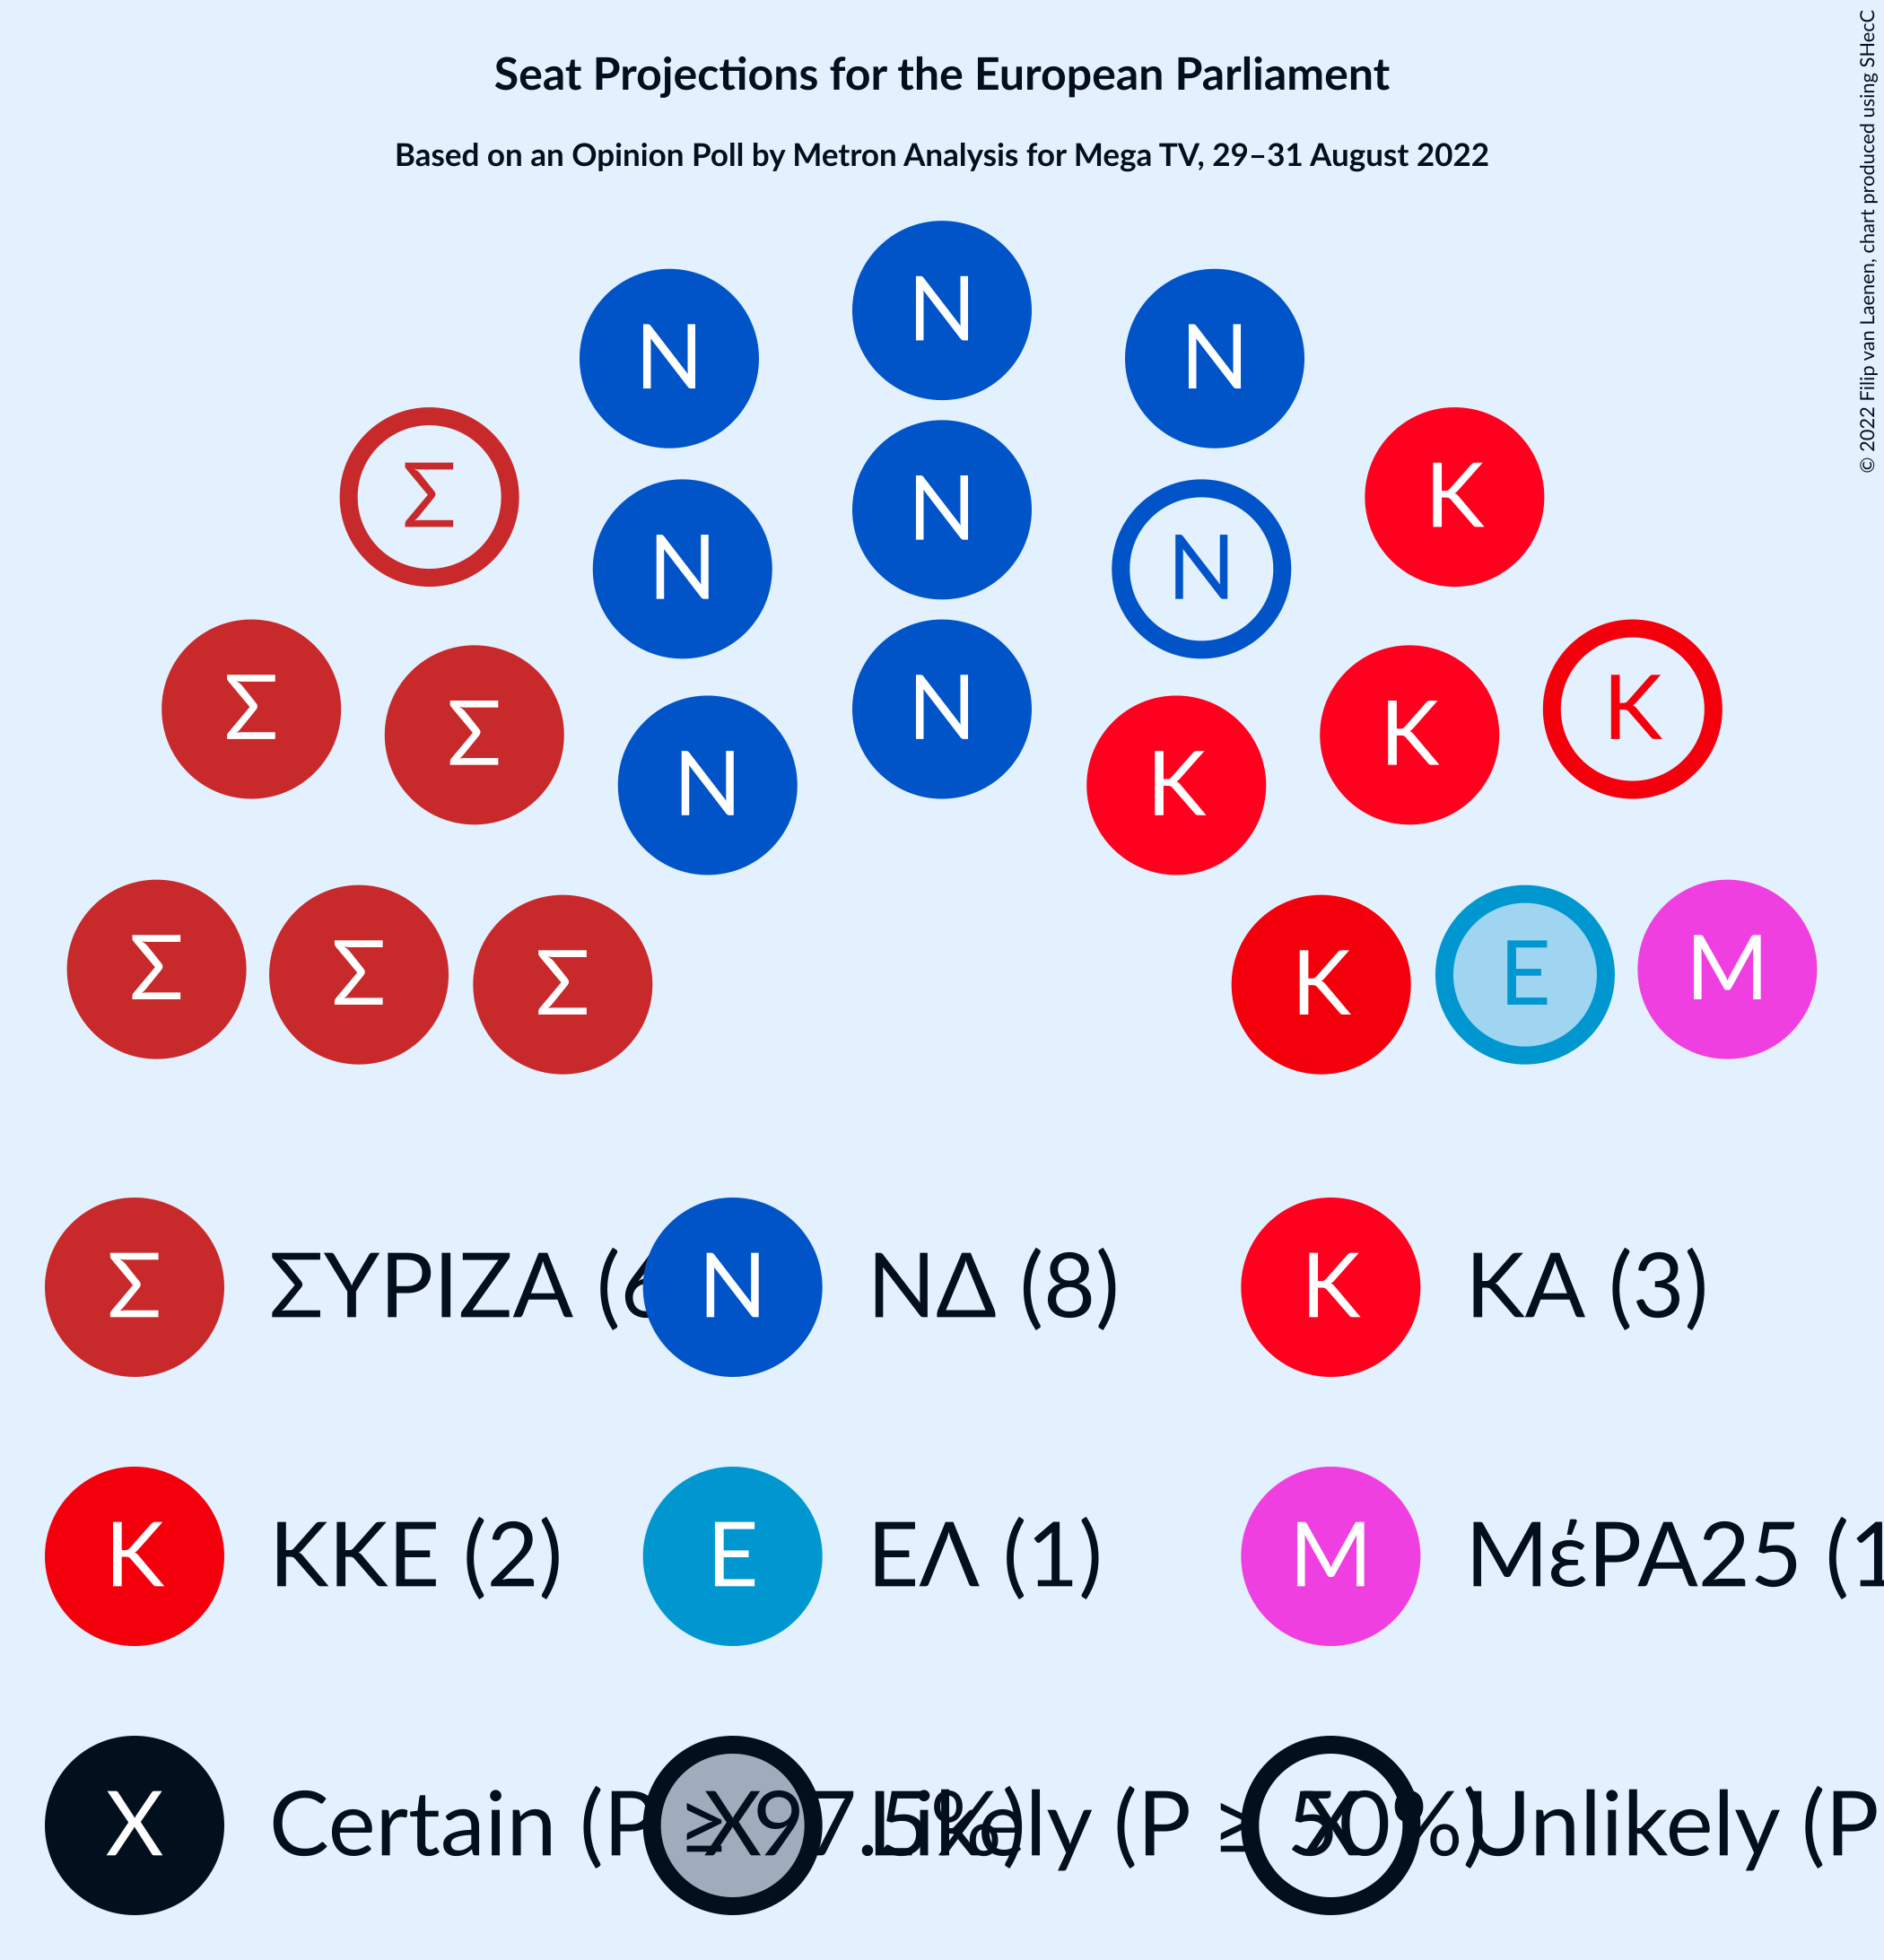 Seat Projections for the European Parliament
Based on an Opinion Poll by Metron Analysis for Mega TV, 29–31 August 2022
© 2022 Filip van Laenen, chart produced using SHecC
N
N N
Σ N K
N N
Σ N K
Σ K
N K
Σ K M
Σ E
Σ K
Σ ΣΥΡΙΖΑ (6 N ΝΔ (8) K ΚΑ (3)
K ΚΚΕ (2) E ΕΛ (1) M ΜέΡΑ25 (1
X Certain (P ≥ 97.5%) X Likely (P ≥ 50%) X Unlikely (P